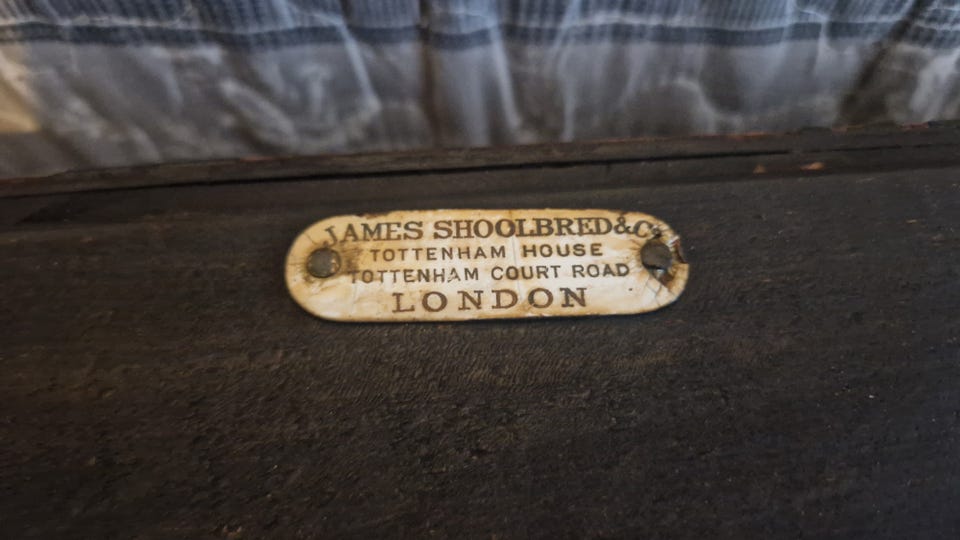 JAMES SHOOLBRED & Co.
TOTTENHAM HOUSE
TOTTENHAM COURT ROAD
LONDON